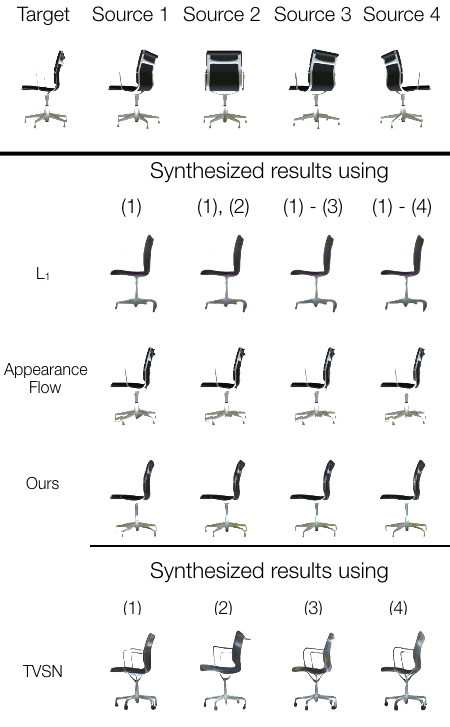 Target Source 1 Source 2 Source 3 Source 4
Synthesized results using
(1) (1), (2) (1) - (3) (1) - (4)
L₁
Appearance
Flow
Ours
Synthesized results using
(1) (2) (3) (4)
TVSN